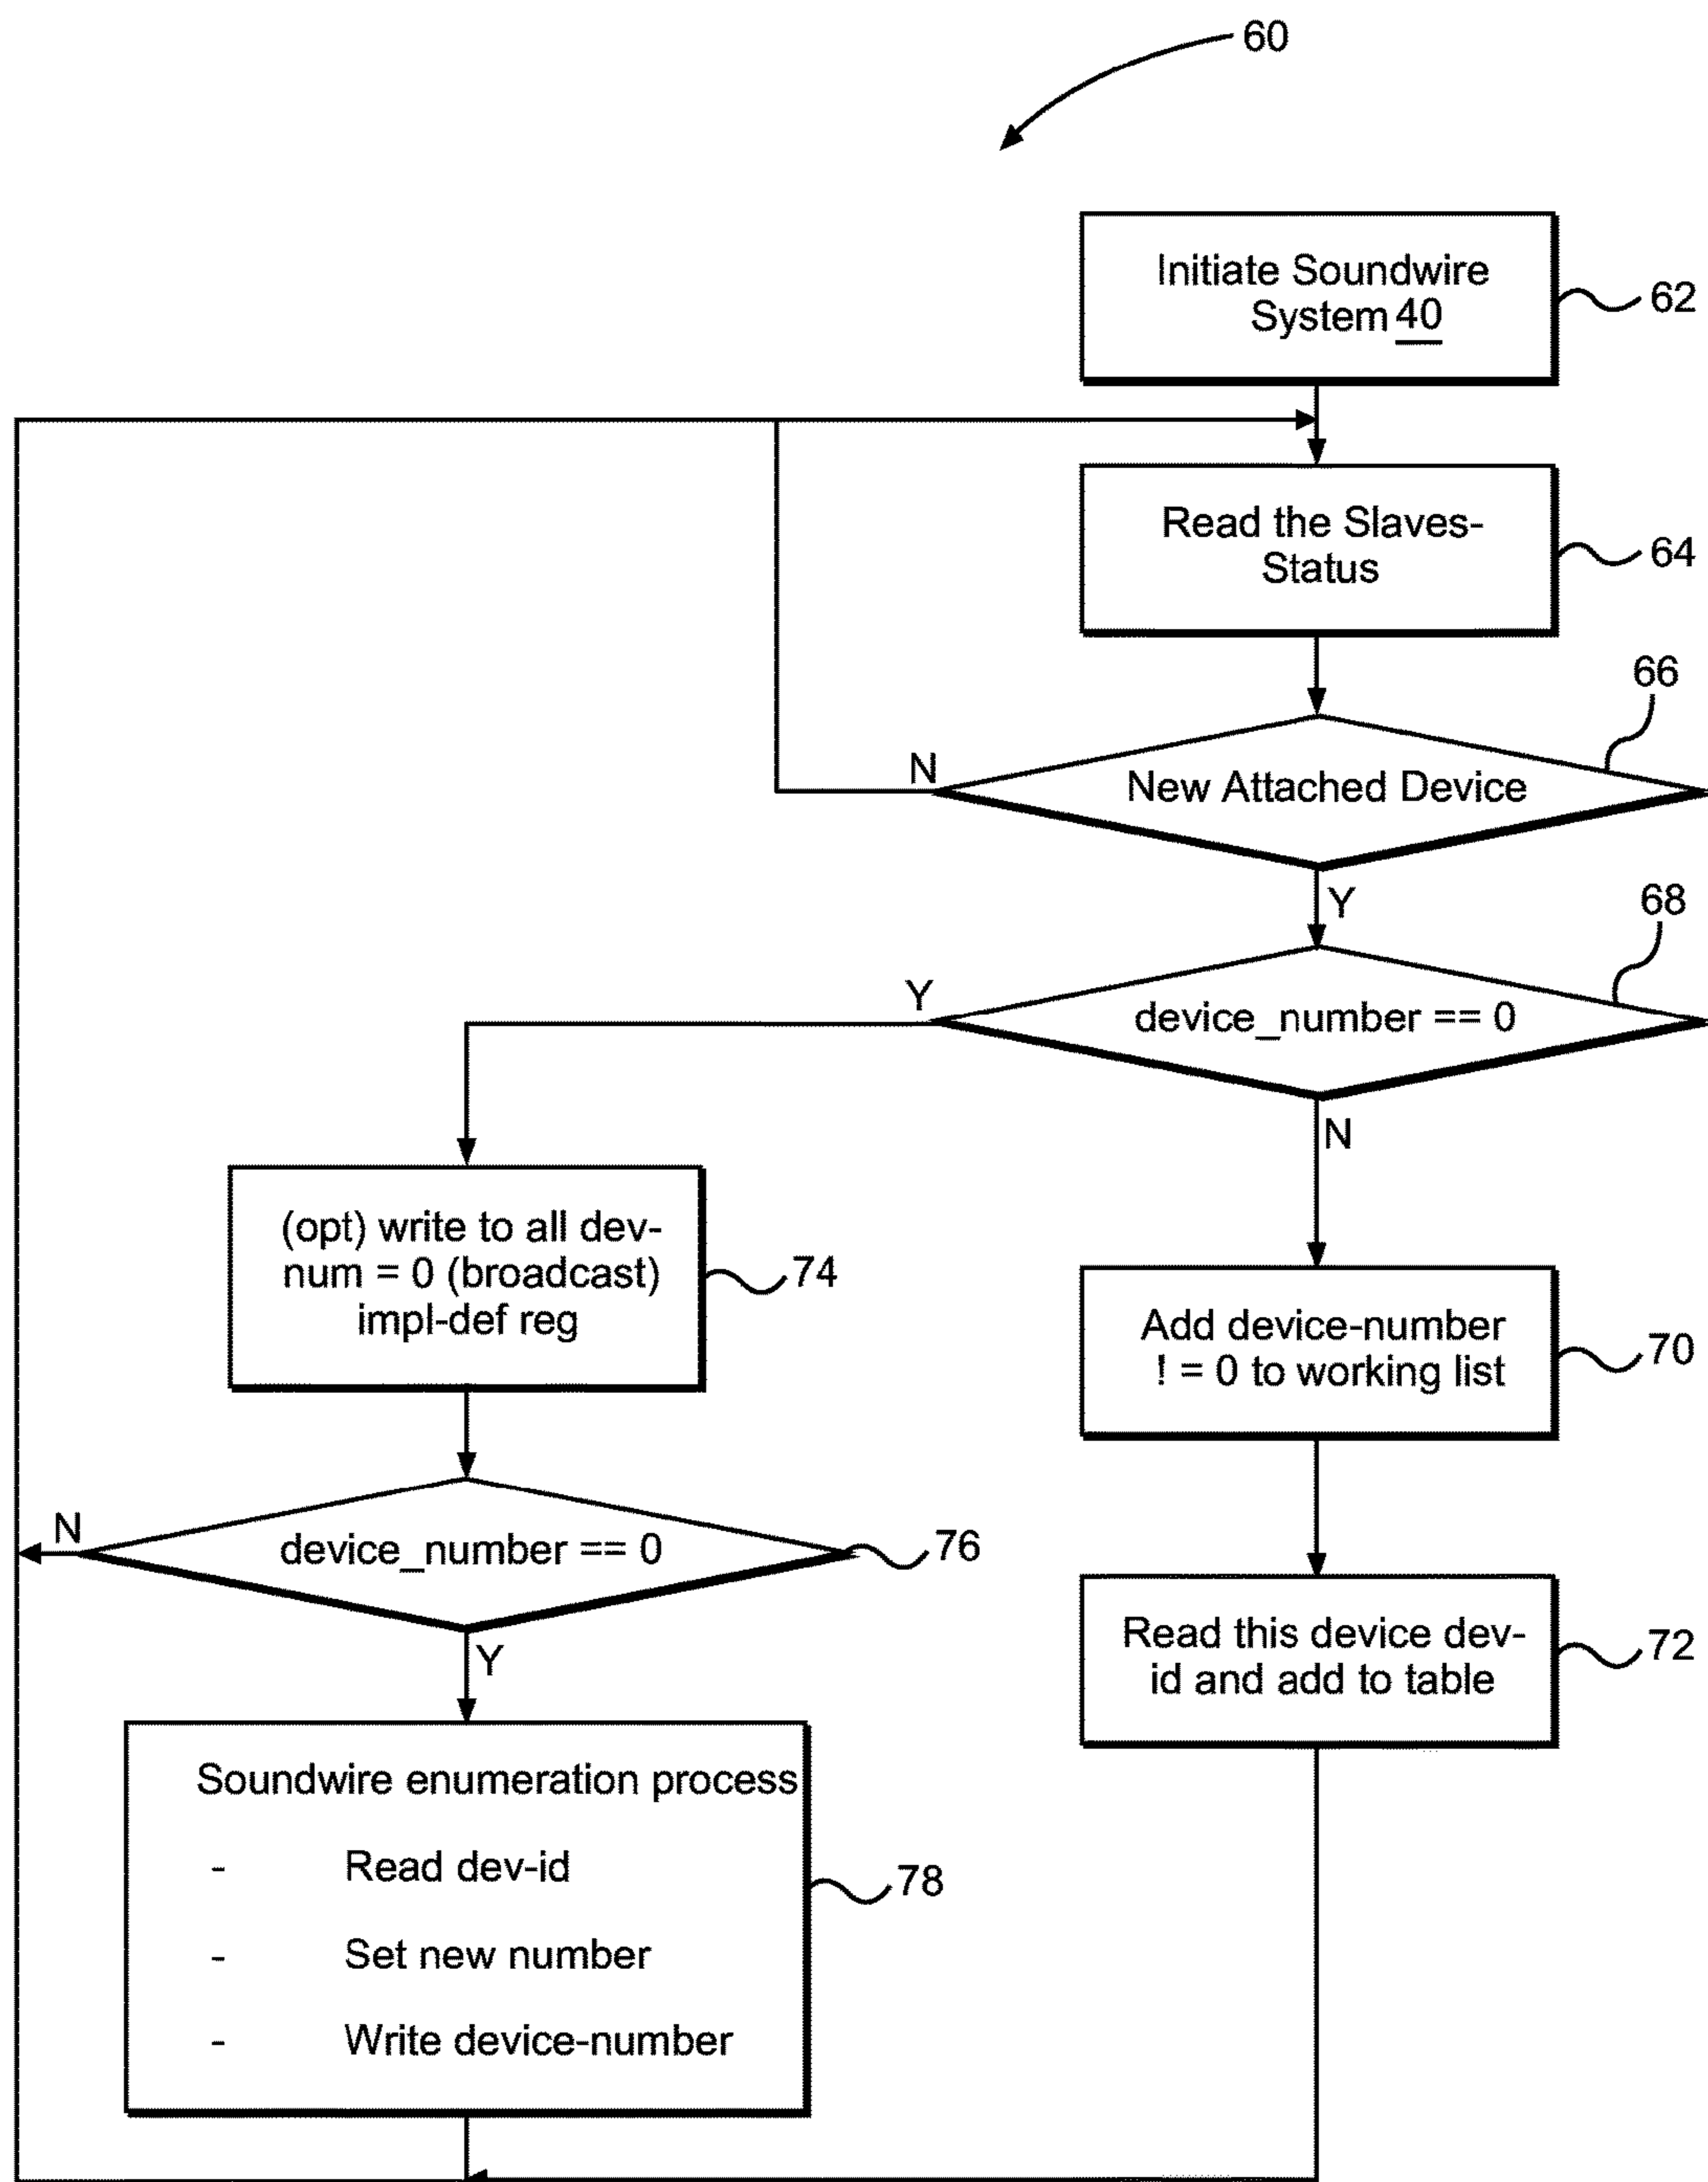 60
Initiate Soundwire
System 40
62
Read the Slaves-
Status
64
66
New Attached Device
N
Y
68
device_number == 0
Y
N
(opt) write to all dev-
num = 0 (broadcast)
impl-def reg
74
Add device-number
! = 0 to working list
70
device_number == 0
N
76
Y
Read this device dev-
id and add to table
72
Soundwire enumeration process
- Read dev-id
- Set new number
- Write device-number
78